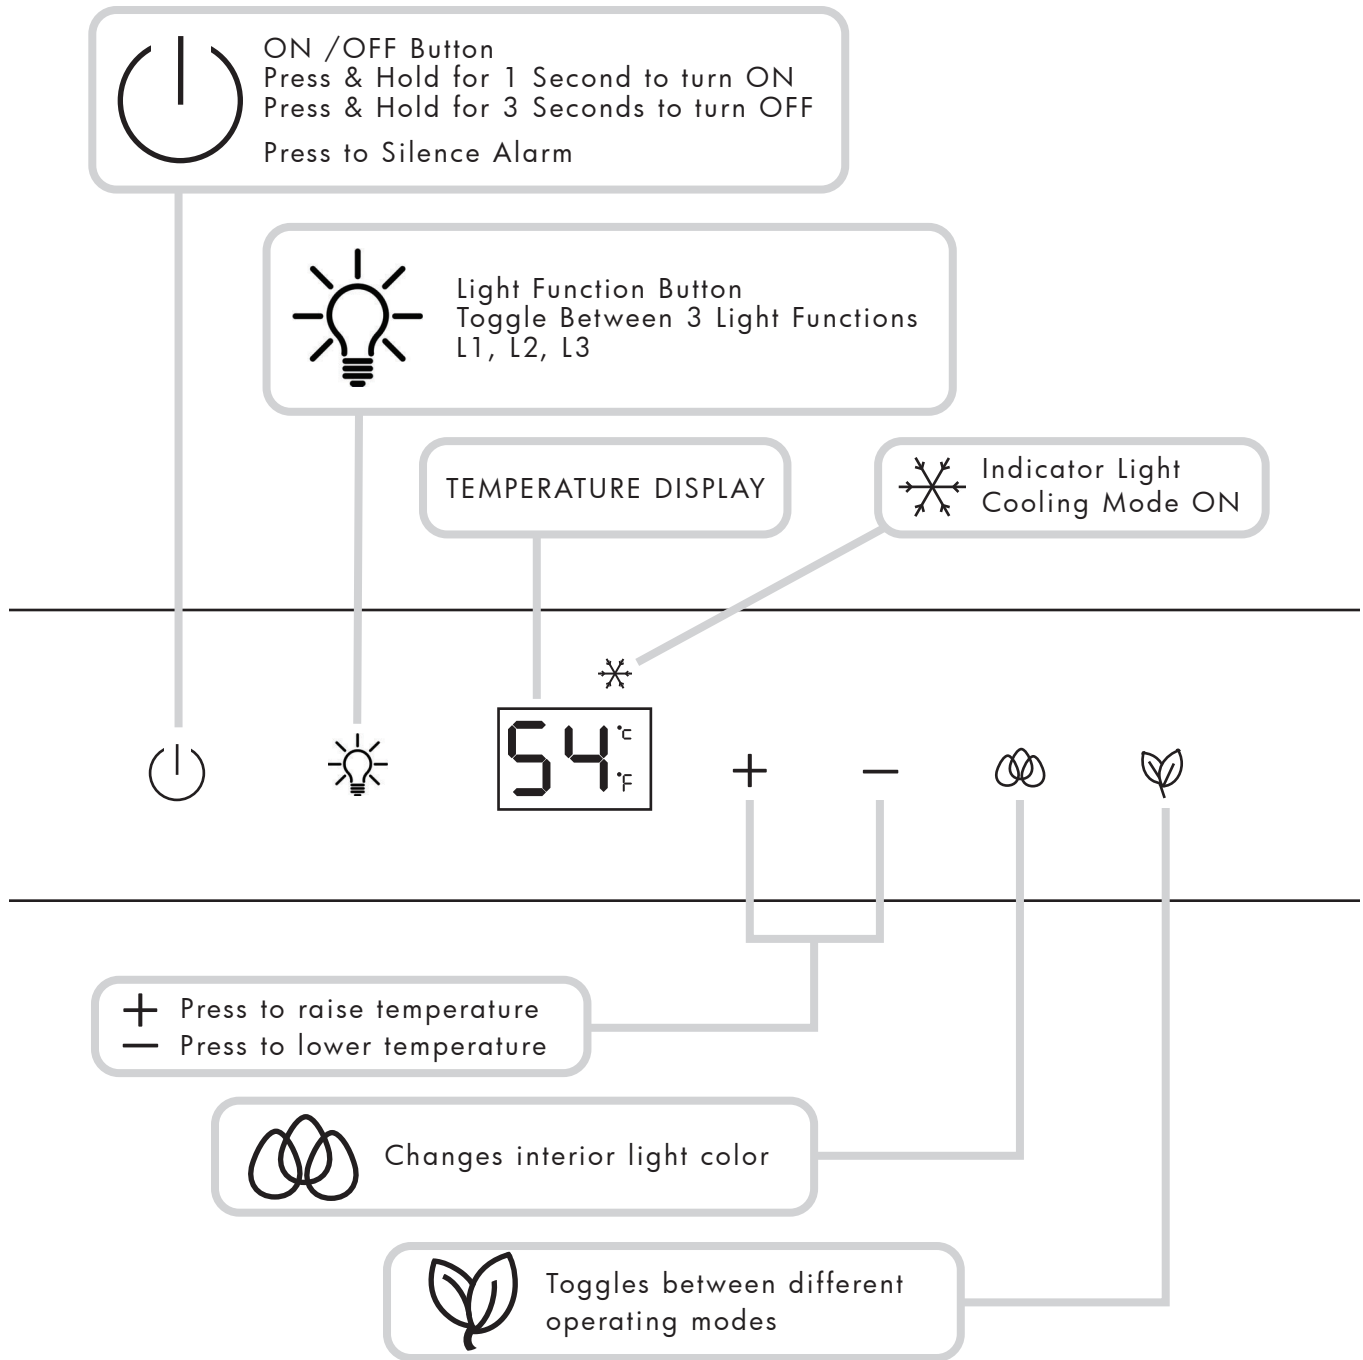 ON /OFF Button
Press & Hold for 1 Second to turn ON
Press & Hold for 3 Seconds to turn OFF
Press to Silence Alarm
Light Function Button
Toggle Between 3 Light Functions
L1, L2, L3
TEMPERATURE DISPLAY
Indicator Light
Cooling Mode ON
54 °C
°F
+ —
+ Press to raise temperature
— Press to lower temperature
Changes interior light color
Toggles between different
operating modes